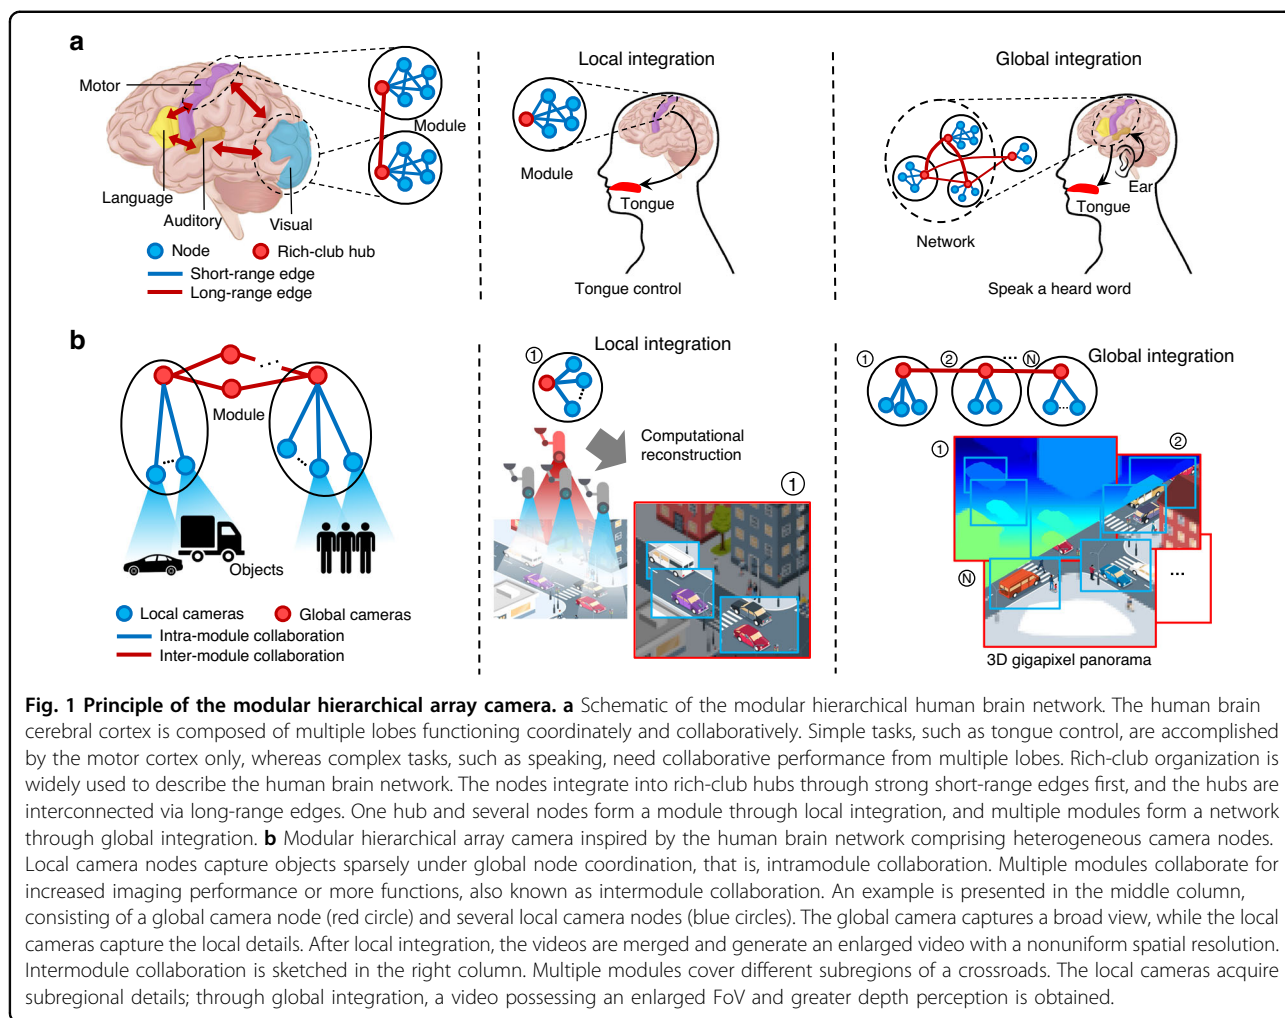 a
Motor
Language
Auditory
Visual
Module
Node
Rich-club hub
Short-range edge
Long-range edge
Local integration
Module
Tongue
Tongue control
Global integration
Network
Ear
Tongue
Speak a heard word
b
Module
Objects
Local cameras
Global cameras
Intra-module collaboration
Inter-module collaboration
Local integration
1
Computational
reconstruction
1
1
2
...
N
Global integration
1
2
N
...
3D gigapixel panorama
Fig. 1 Principle of the modular hierarchical array camera. a Schematic of the modular hierarchical human brain network. The human brain
cerebral cortex is composed of multiple lobes functioning coordinately and collaboratively. Simple tasks, such as tongue control, are accomplished
by the motor cortex only, whereas complex tasks, such as speaking, need collaborative performance from multiple lobes. Rich-club organization is
widely used to describe the human brain network. The nodes integrate into rich-club hubs through strong short-range edges first, and the hubs are
interconnected via long-range edges. One hub and several nodes form a module through local integration, and multiple modules form a network
through global integration. b Modular hierarchical array camera inspired by the human brain network comprising heterogeneous camera nodes.
Local camera nodes capture objects sparsely under global node coordination, that is, intramodule collaboration. Multiple modules collaborate for
increased imaging performance or more functions, also known as intermodule collaboration. An example is presented in the middle column,
consisting of a global camera node (red circle) and several local camera nodes (blue circles). The global camera captures a broad view, while the local
cameras capture the local details. After local integration, the videos are merged and generate an enlarged video with a nonuniform spatial resolution.
Intermodule collaboration is sketched in the right column. Multiple modules cover different subregions of a crossroads. The local cameras acquire
subregional details; through global integration, a video possessing an enlarged FoV and greater depth perception is obtained.